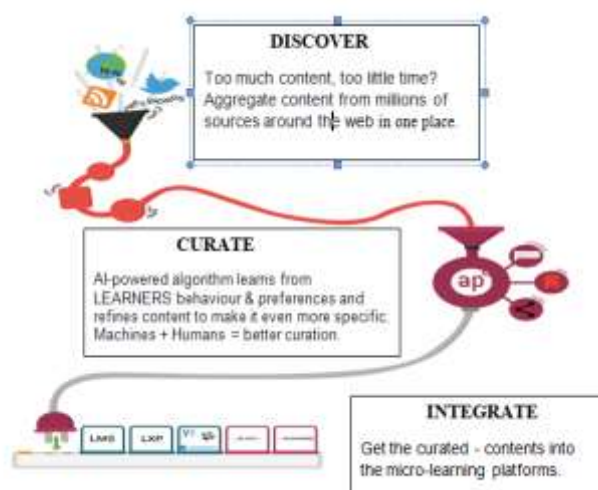 DISCOVER
Too much content, too little time?
Aggregate content from millions of
sources around the web in one place.
CURATE
AI-powered algorithm learns from
LEARNERS behaviour & preferences and
refines content to make it even more specific.
Machines + Humans = better curation.
ap
LMS
LXP
INTEGRATE
Get the curated - contents into
the micro-learning platforms.